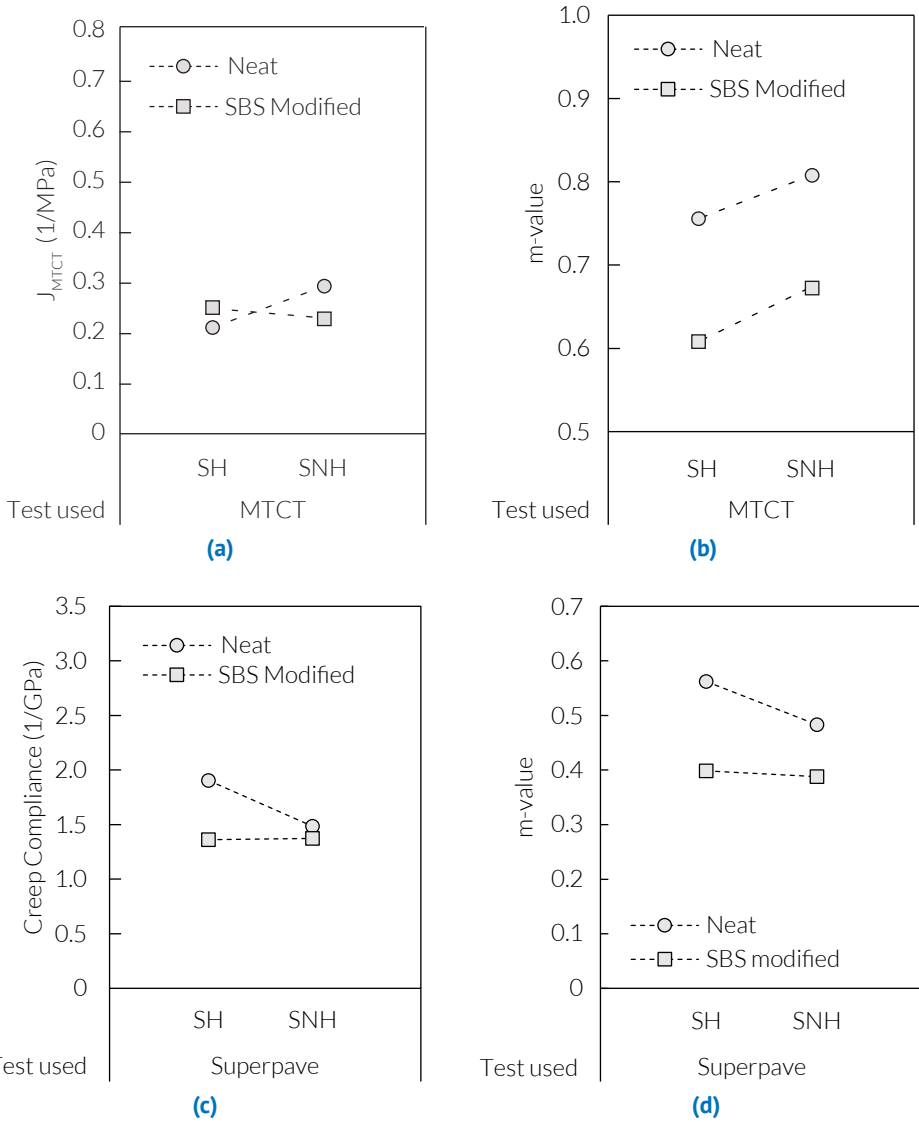 0.8
0.7
0.6
0.5
0.4
0.3
0.2
0.1
0
J_MTCT (1/MPa)
Neat
SBS Modified
SH SNH
Test used MTCT
(a)
1.0
0.9
0.8
0.7
0.6
0.5
m-value
Neat
SBS Modified
SH SNH
Test used MTCT
(b)
3.5
3.0
2.5
2.0
1.5
1.0
0.5
0
Creep Compliance (1/GPa)
Neat
SBS Modified
SH SNH
Test used Superpave
(c)
0.7
0.6
0.5
0.4
0.3
0.2
0.1
0
m-value
Neat
SBS modified
SH SNH
Test used Superpave
(d)